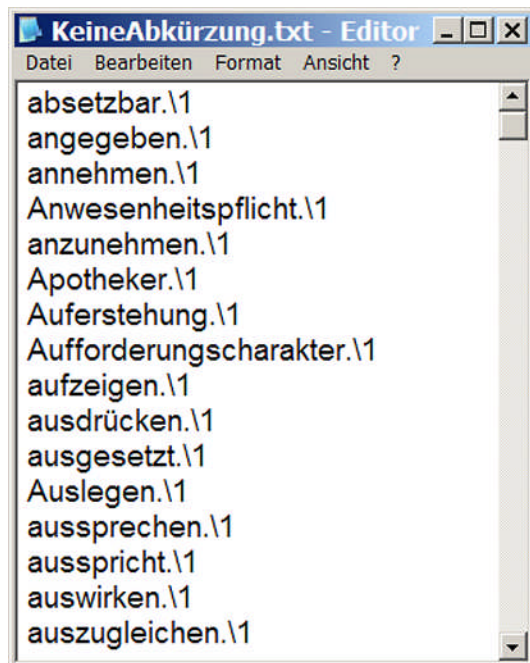 KeineAbkürzung.txt - Editor
Datei Bearbeiten Format Ansicht ?
absetzbar.\1
angegeben.\1
annehmen.\1
Anwesenheitspflicht.\1
anzunehmen.\1
Apotheker.\1
Auferstehung.\1
Aufforderungscharakter.\1
aufzeigen.\1
ausdrücken.\1
ausgesetzt.\1
Auslegen.\1
aussprechen.\1
ausspricht.\1
auswirken.\1
auszugleichen.\1